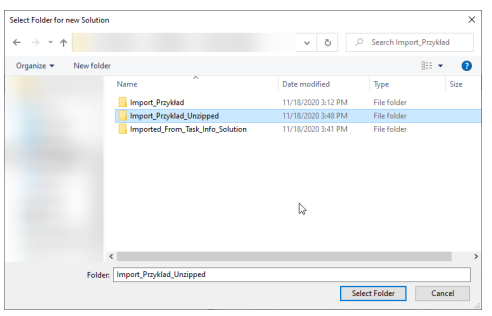 Select Folder for new Solution
Search Import_Przykład
Organize New folder
Name Date modified Type Size
Import_Przykład 11/18/2020 3:12 PM File folder
Import_Przyklad_Unzipped 11/18/2020 3:48 PM File folder
Imported_From_Task_Info_Solution 11/18/2020 3:41 PM File folder
Folder: Import_Przyklad_Unzipped
Select Folder Cancel